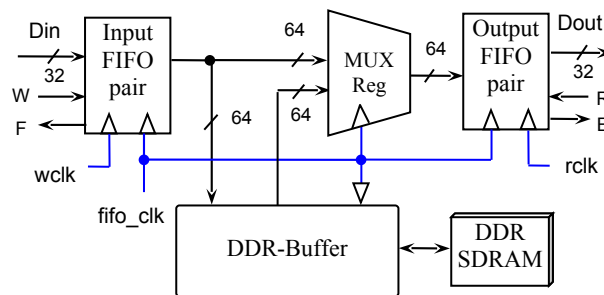 Din
32
W
F
Input
FIFO
pair
64
64
64
MUX
Reg
64
Output
FIFO
pair
Dout
32
R
E
wclk
fifo_clk
rclk
DDR-Buffer
DDR
SDRAM